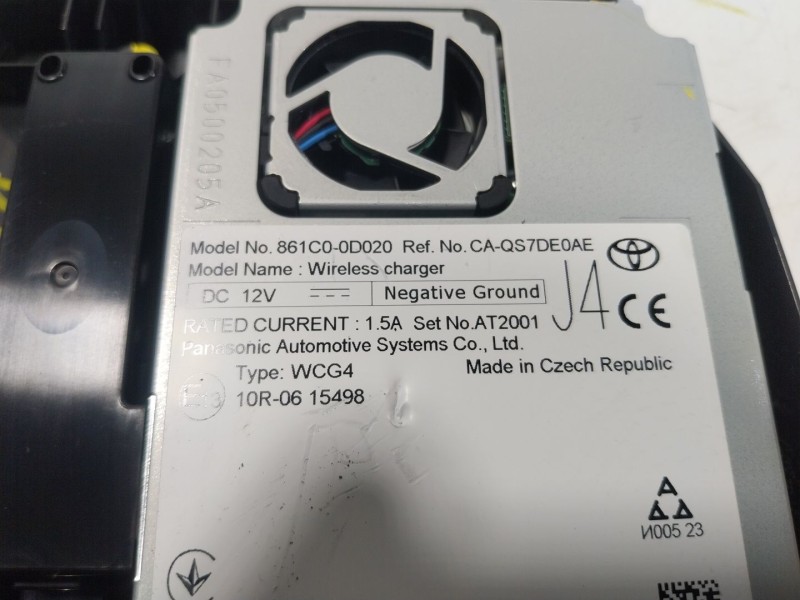 TA0500205A
Model No. 861C0-0D020 Ref. No. CA-QS7DE0AE
Model Name : Wireless charger
DC 12V Negative Ground
J4
CE
RATED CURRENT : 1.5A Set No.AT2001
Panasonic Automotive Systems Co., Ltd.
Type: WCG4 Made in Czech Republic
10R-06 15498
И005 23